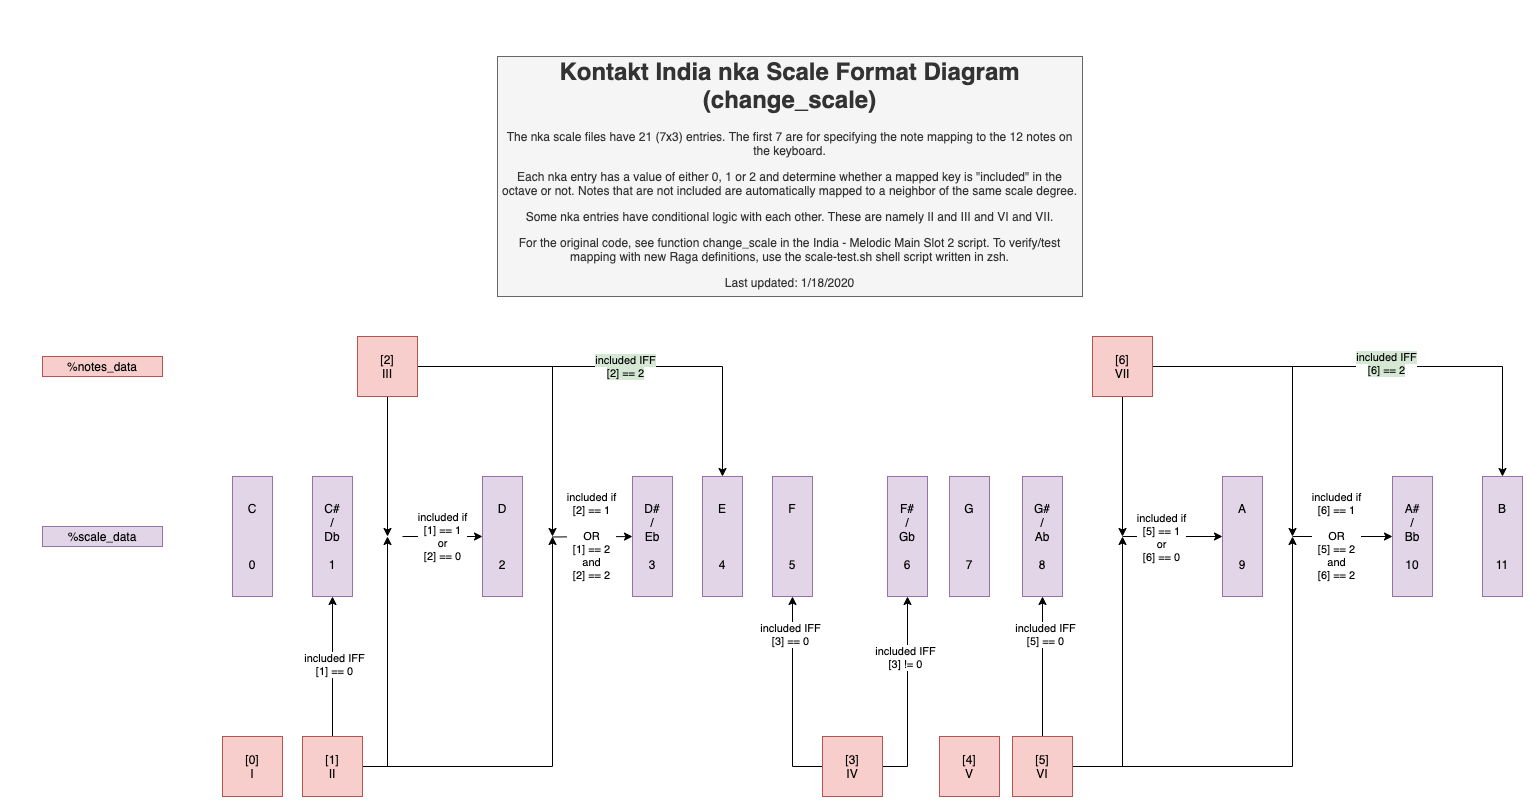 Kontakt India nka Scale Format Diagram
(change_scale)
The nka scale files have 21 (7x3) entries. The first 7 are for specifying the note mapping to the 12 notes on
the keyboard.
Each nka entry has a value of either 0, 1 or 2 and determine whether a mapped key is "included" in the
octave or not. Notes that are not included are automatically mapped to a neighbor of the same scale degree.
Some nka entries have conditional logic with each other. These are namely II and III and VI and VII.
For the original code, see function change_scale in the India - Melodic Main Slot 2 script. To verify/test
mapping with new Raga definitions, use the scale-test.sh shell script written in zsh.
Last updated: 1/18/2020
%notes_data
[2]
III
included IFF
[2] == 2
[6]
VII
included IFF
[6] == 2
%scale_data
C
0
C#
/
Db
1
included if
[1] == 1
or
[2] == 0
D
2
included if
[2] == 1
OR
[1] == 2
and
[2] == 2
D#
/
Eb
3
E
4
F
5
F#
/
Gb
6
G
7
G#
/
Ab
8
included if
[5] == 1
or
[6] == 0
A
9
included if
[6] == 1
OR
[5] == 2
and
[6] == 2
A#
/
Bb
10
B
11
included IFF
[1] == 0
included IFF
[3] == 0
included IFF
[3] != 0
included IFF
[5] == 0
[0]
I
[1]
II
[3]
IV
[4]
V
[5]
VI